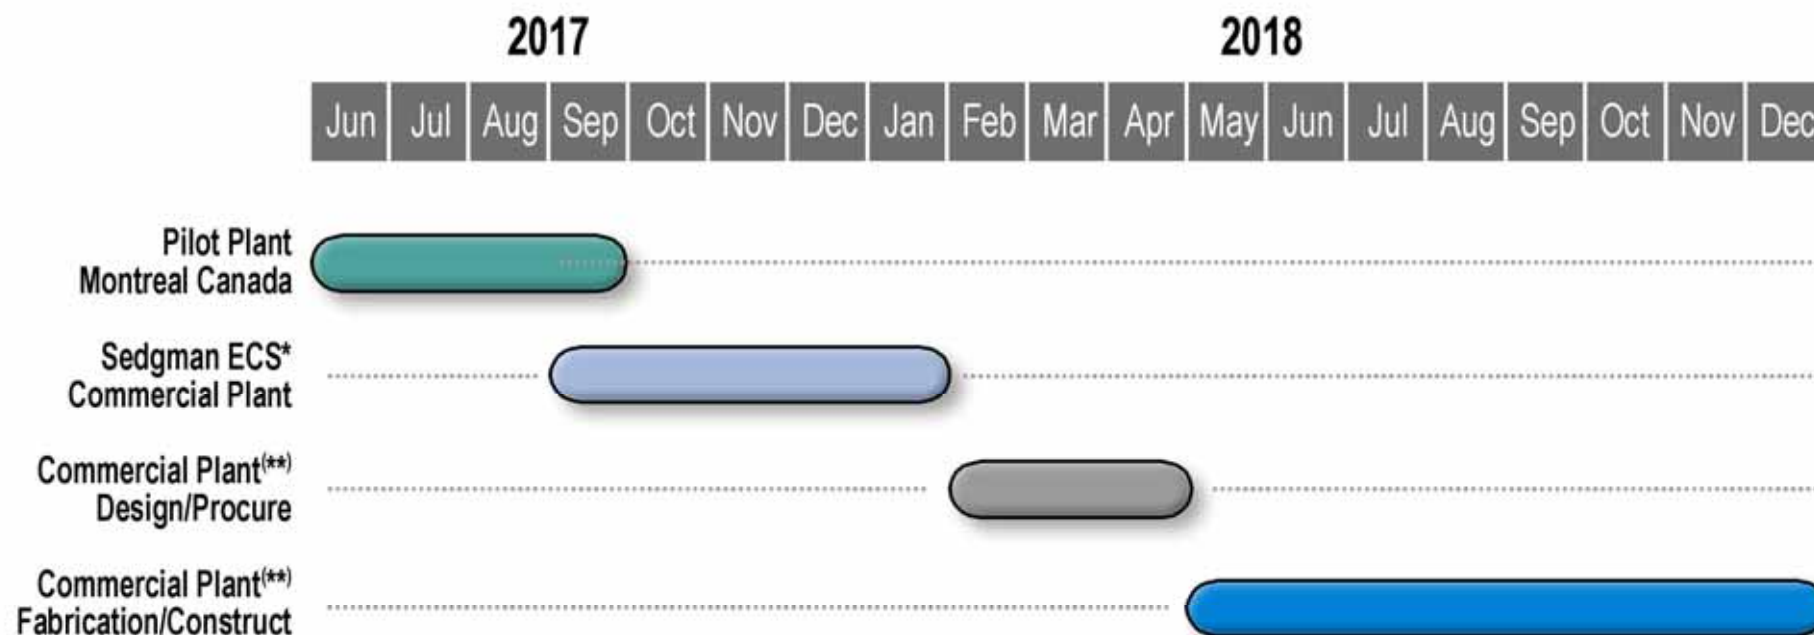 2017 2018
Jun Jul Aug Sep Oct Nov Dec Jan Feb Mar Apr May Jun Jul Aug Sep Oct Nov Dec
Pilot Plant
Montreal Canada
Sedgman ECS*
Commercial Plant
Commercial Plant(**)
Design/Procure
Commercial Plant(**)
Fabrication/Construct